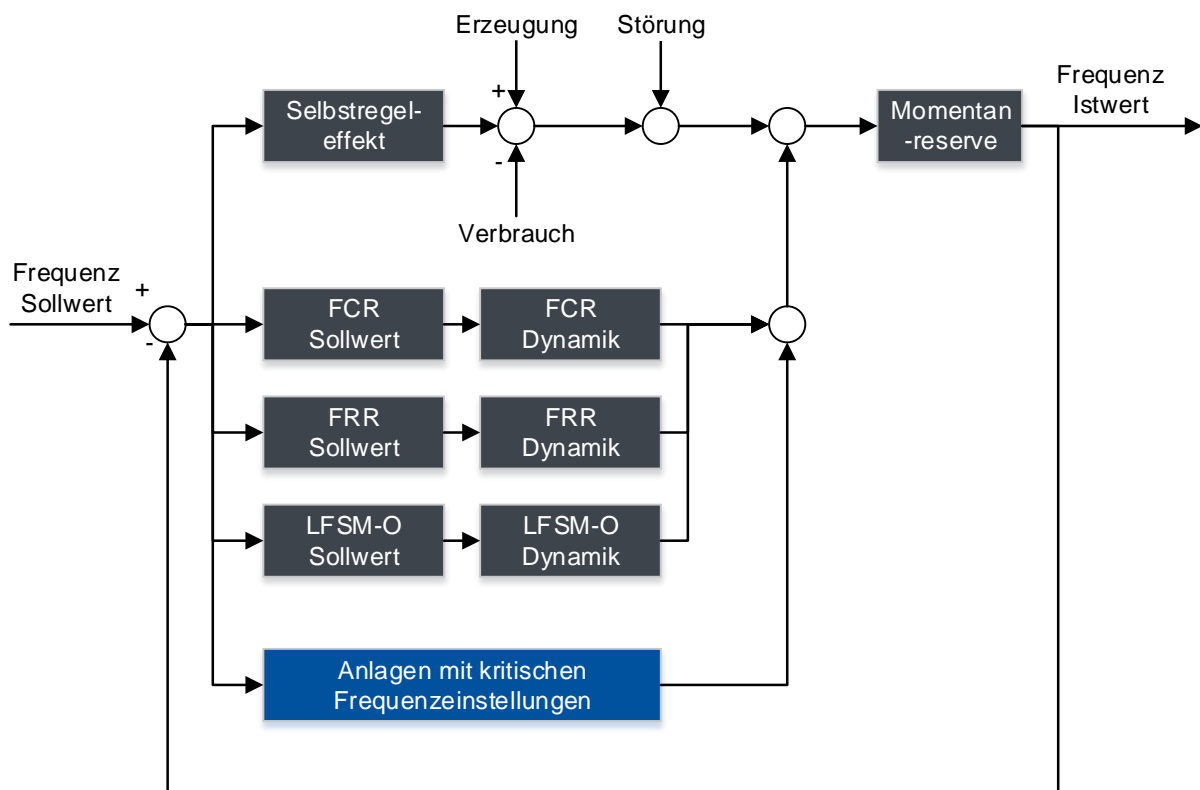 Erzeugung
Störung
Frequenz
Istwert
+
Selbstregel-
effekt
Momentan
-reserve
-
Verbrauch
Frequenz
Sollwert
+
-
FCR
Sollwert
FCR
Dynamik
FRR
Sollwert
FRR
Dynamik
LFSM-O
Sollwert
LFSM-O
Dynamik
Anlagen mit kritischen
Frequenzeinstellungen